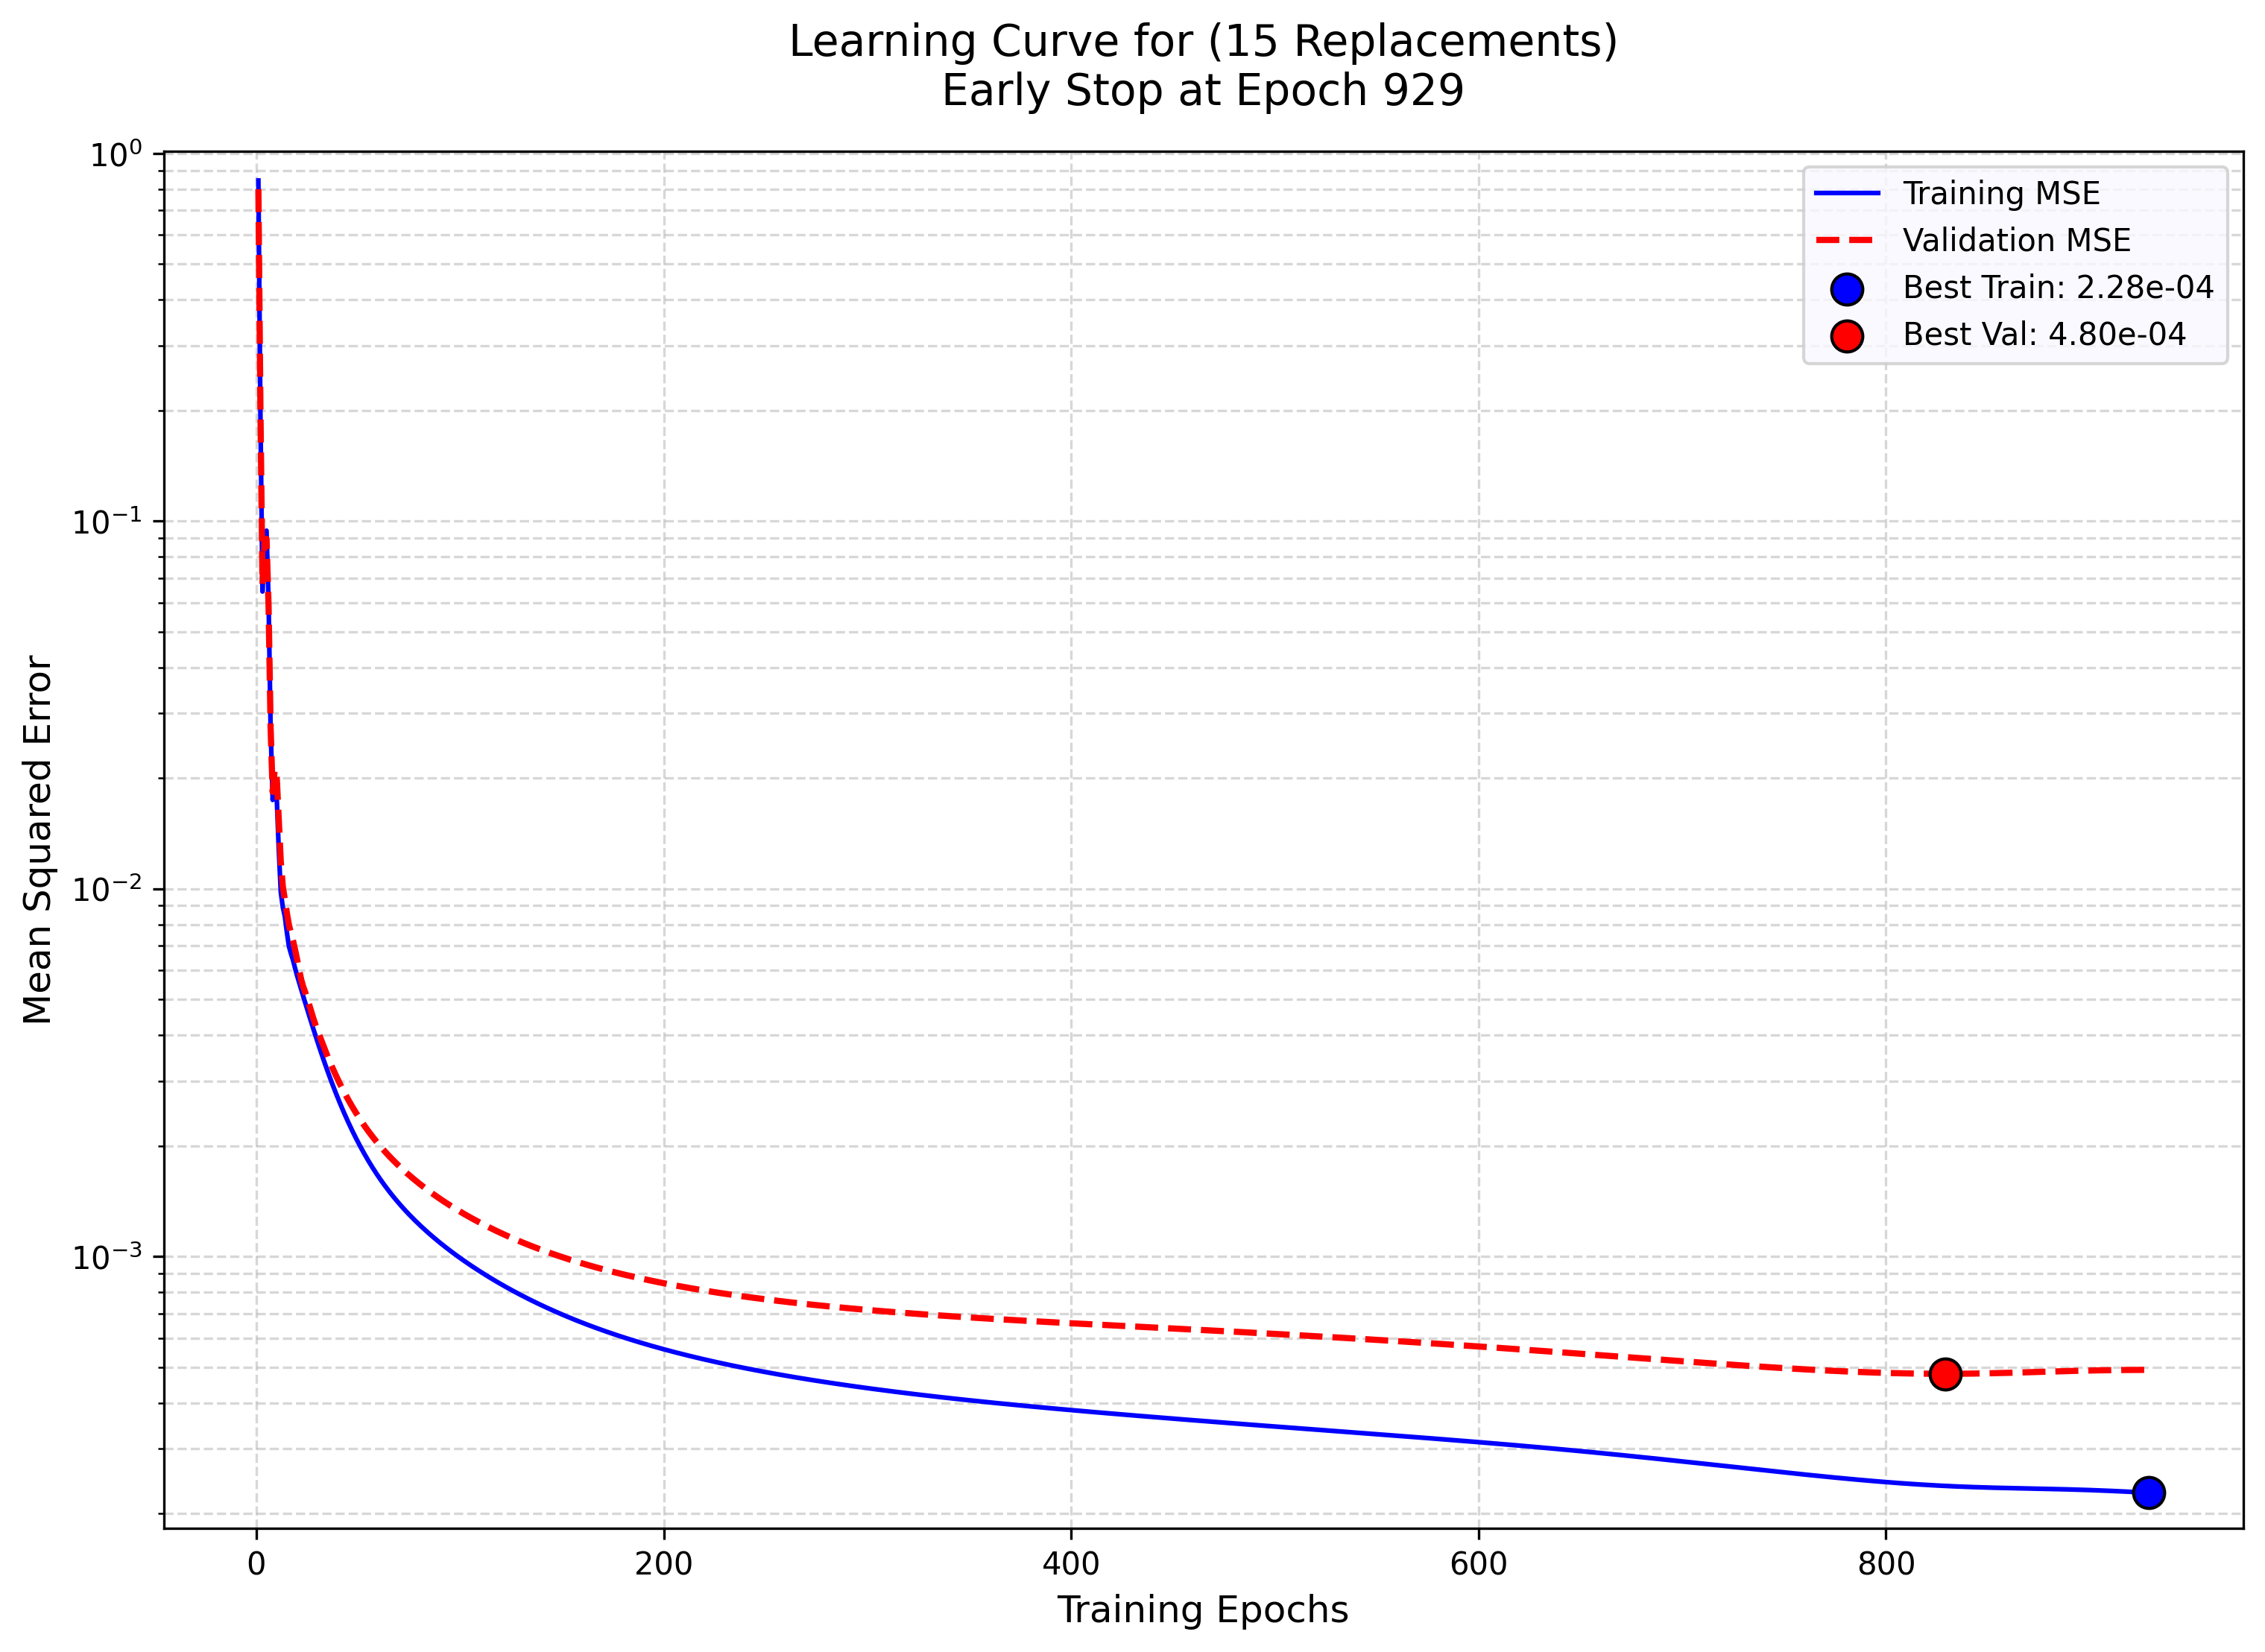 Learning Curve for (15 Replacements)
Early Stop at Epoch 929
Training MSE
Validation MSE
Best Train: 2.28e-04
Best Val: 4.80e-04
Mean Squared Error
10⁰
10⁻¹
10⁻²
10⁻³
0 200 400 600 800
Training Epochs